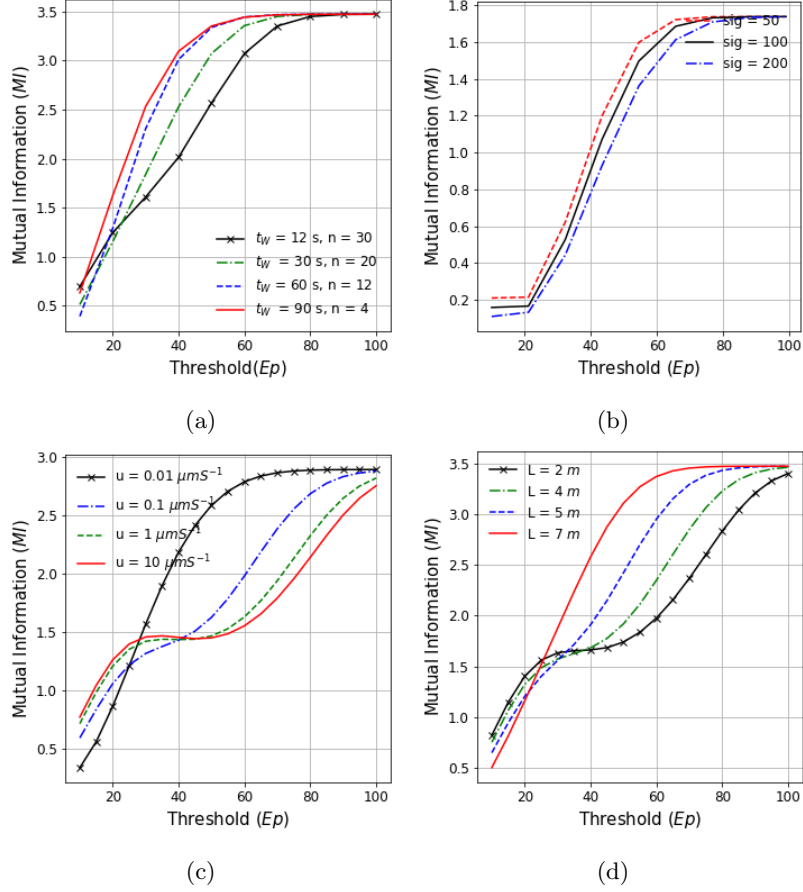 3.5
3.0
2.5
2.0
1.5
1.0
0.5
Mutual Information (MI)
20 40 60 80 100
Threshold(Ep)
t_W = 12 s, n = 30
t_W = 30 s, n = 20
t_W = 60 s, n = 12
t_W = 90 s, n = 4
(a)
1.8
1.6
1.4
1.2
1.0
0.8
0.6
0.4
0.2
Mutual Information (MI)
20 40 60 80 100
Threshold (Ep)
sig = 50
sig = 100
sig = 200
(b)
3.0
2.5
2.0
1.5
1.0
0.5
Mutual Information (MI)
20 40 60 80 100
Threshold (Ep)
u = 0.01 μmS⁻¹
u = 0.1 μmS⁻¹
u = 1 μmS⁻¹
u = 10 μmS⁻¹
(c)
3.5
3.0
2.5
2.0
1.5
1.0
0.5
Mutual Information (MI)
20 40 60 80 100
Threshold (Ep)
L = 2 m
L = 4 m
L = 5 m
L = 7 m
(d)